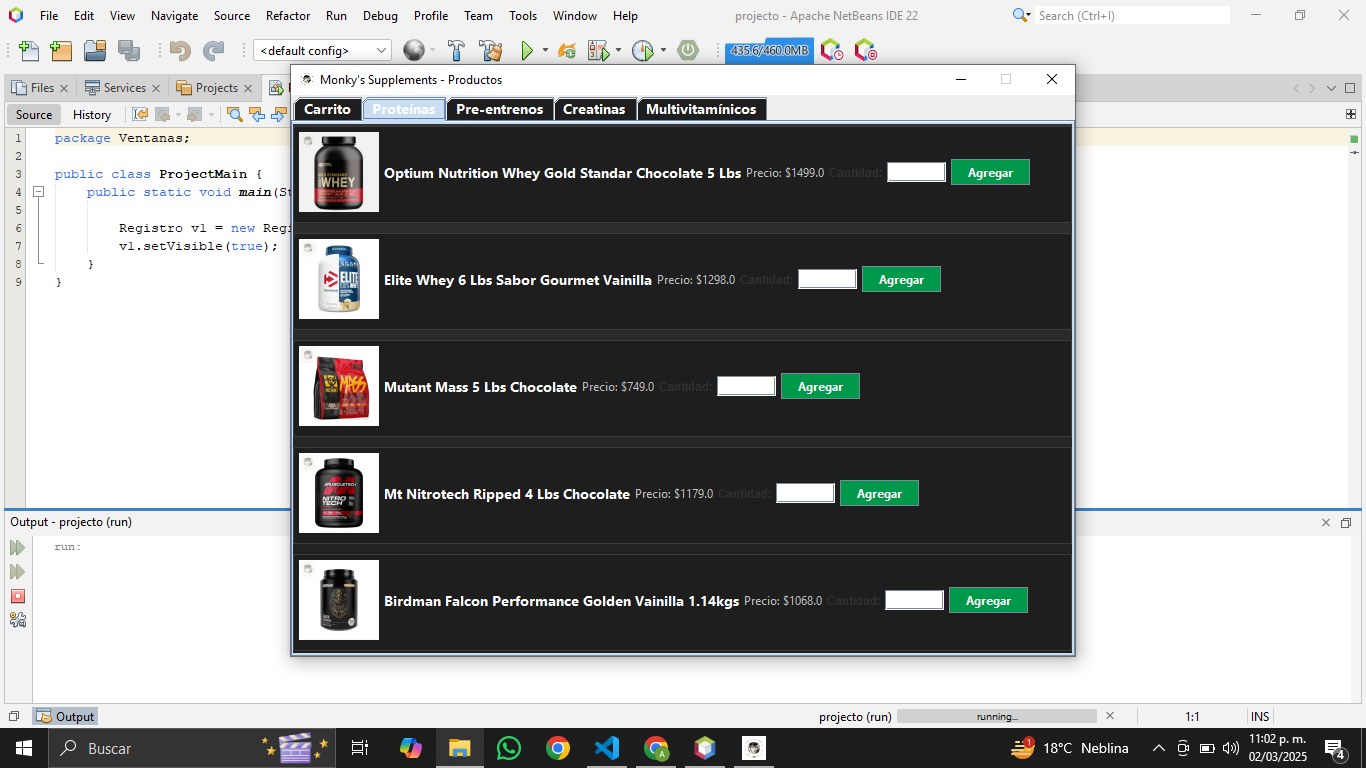 File Edit View Navigate Source Refactor Run Debug Profile Team Tools Window Help
projecto - Apache NetBeans IDE 22
Search (Ctrl+I)
<default config>
435.6/460.0MB
Monky's Supplements - Productos
Files
Services
Projects
Source
History
Carrito
Proteínas
Pre-entrenos
Creatinas
Multivitamínicos
1 package Ventanas;
2
3 public class ProjectMain {
4 public static void main(St
5
6 Registro v1 = new Regi
7 v1.setVisible(true);
8 }
9 }
Optium Nutrition Whey Gold Standar Chocolate 5 Lbs Precio: $1499.0 Cantidad: Agregar
WHEY
Elite Whey 6 Lbs Sabor Gourmet Vainilla Precio: $1298.0 Cantidad: Agregar
ELITE
Mutant Mass 5 Lbs Chocolate Precio: $749.0 Cantidad: Agregar
MASS
Mt Nitrotech Ripped 4 Lbs Chocolate Precio: $1179.0 Cantidad: Agregar
MUSCLETECH
NITRO
TECH
Birdman Falcon Performance Golden Vainilla 1.14kgs Precio: $1068.0 Cantidad: Agregar
Output - projecto (run)
run:
Output
projecto (run)
running...
1:1
INS
Buscar
1
18°C Neblina
11:02 p. m.
02/03/2025
4